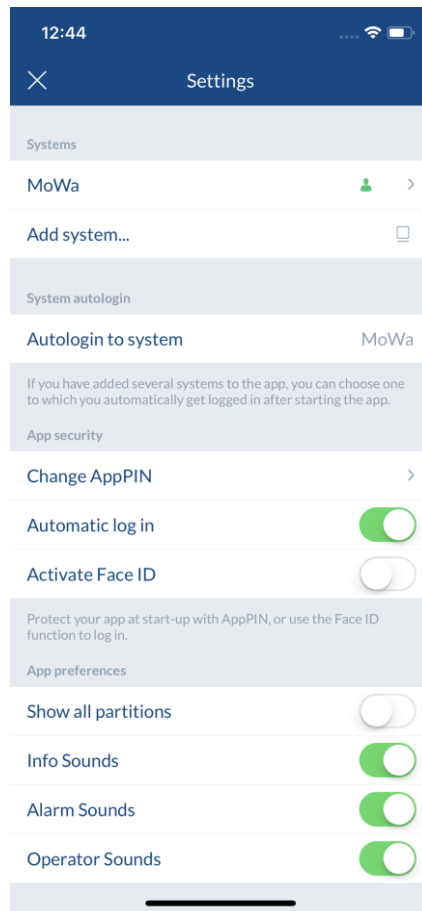 12:44
Settings
Systems
MoWa
Add system...
System autologin
Autologin to system MoWa
If you have added several systems to the app, you can choose one
to which you automatically get logged in after starting the app.
App security
Change AppPIN
Automatic log in
Activate Face ID
Protect your app at start-up with AppPIN, or use the Face ID
function to log in.
App preferences
Show all partitions
Info Sounds
Alarm Sounds
Operator Sounds